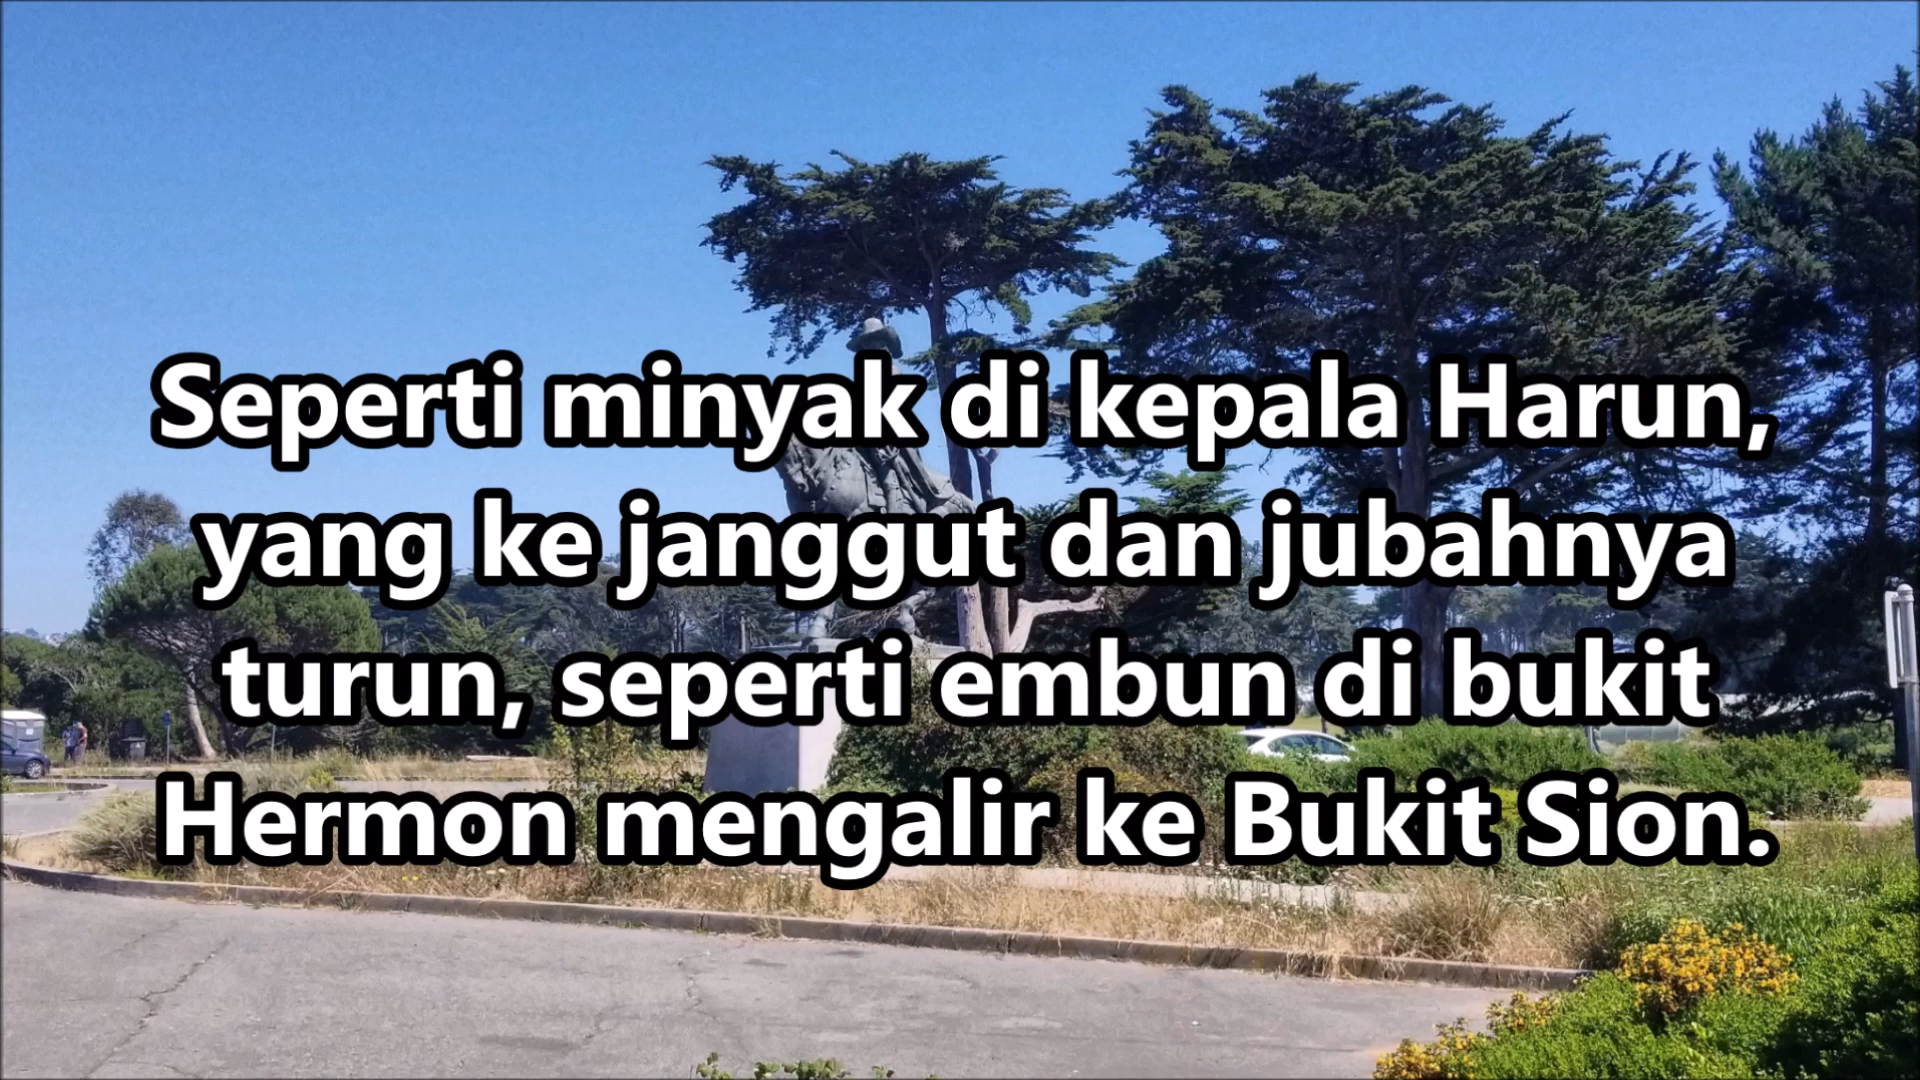 Seperti minyak di kepala Harun,
yang ke janggut dan jubahnya
turun, seperti embun di bukit
Hermon mengalir ke Bukit Sion.